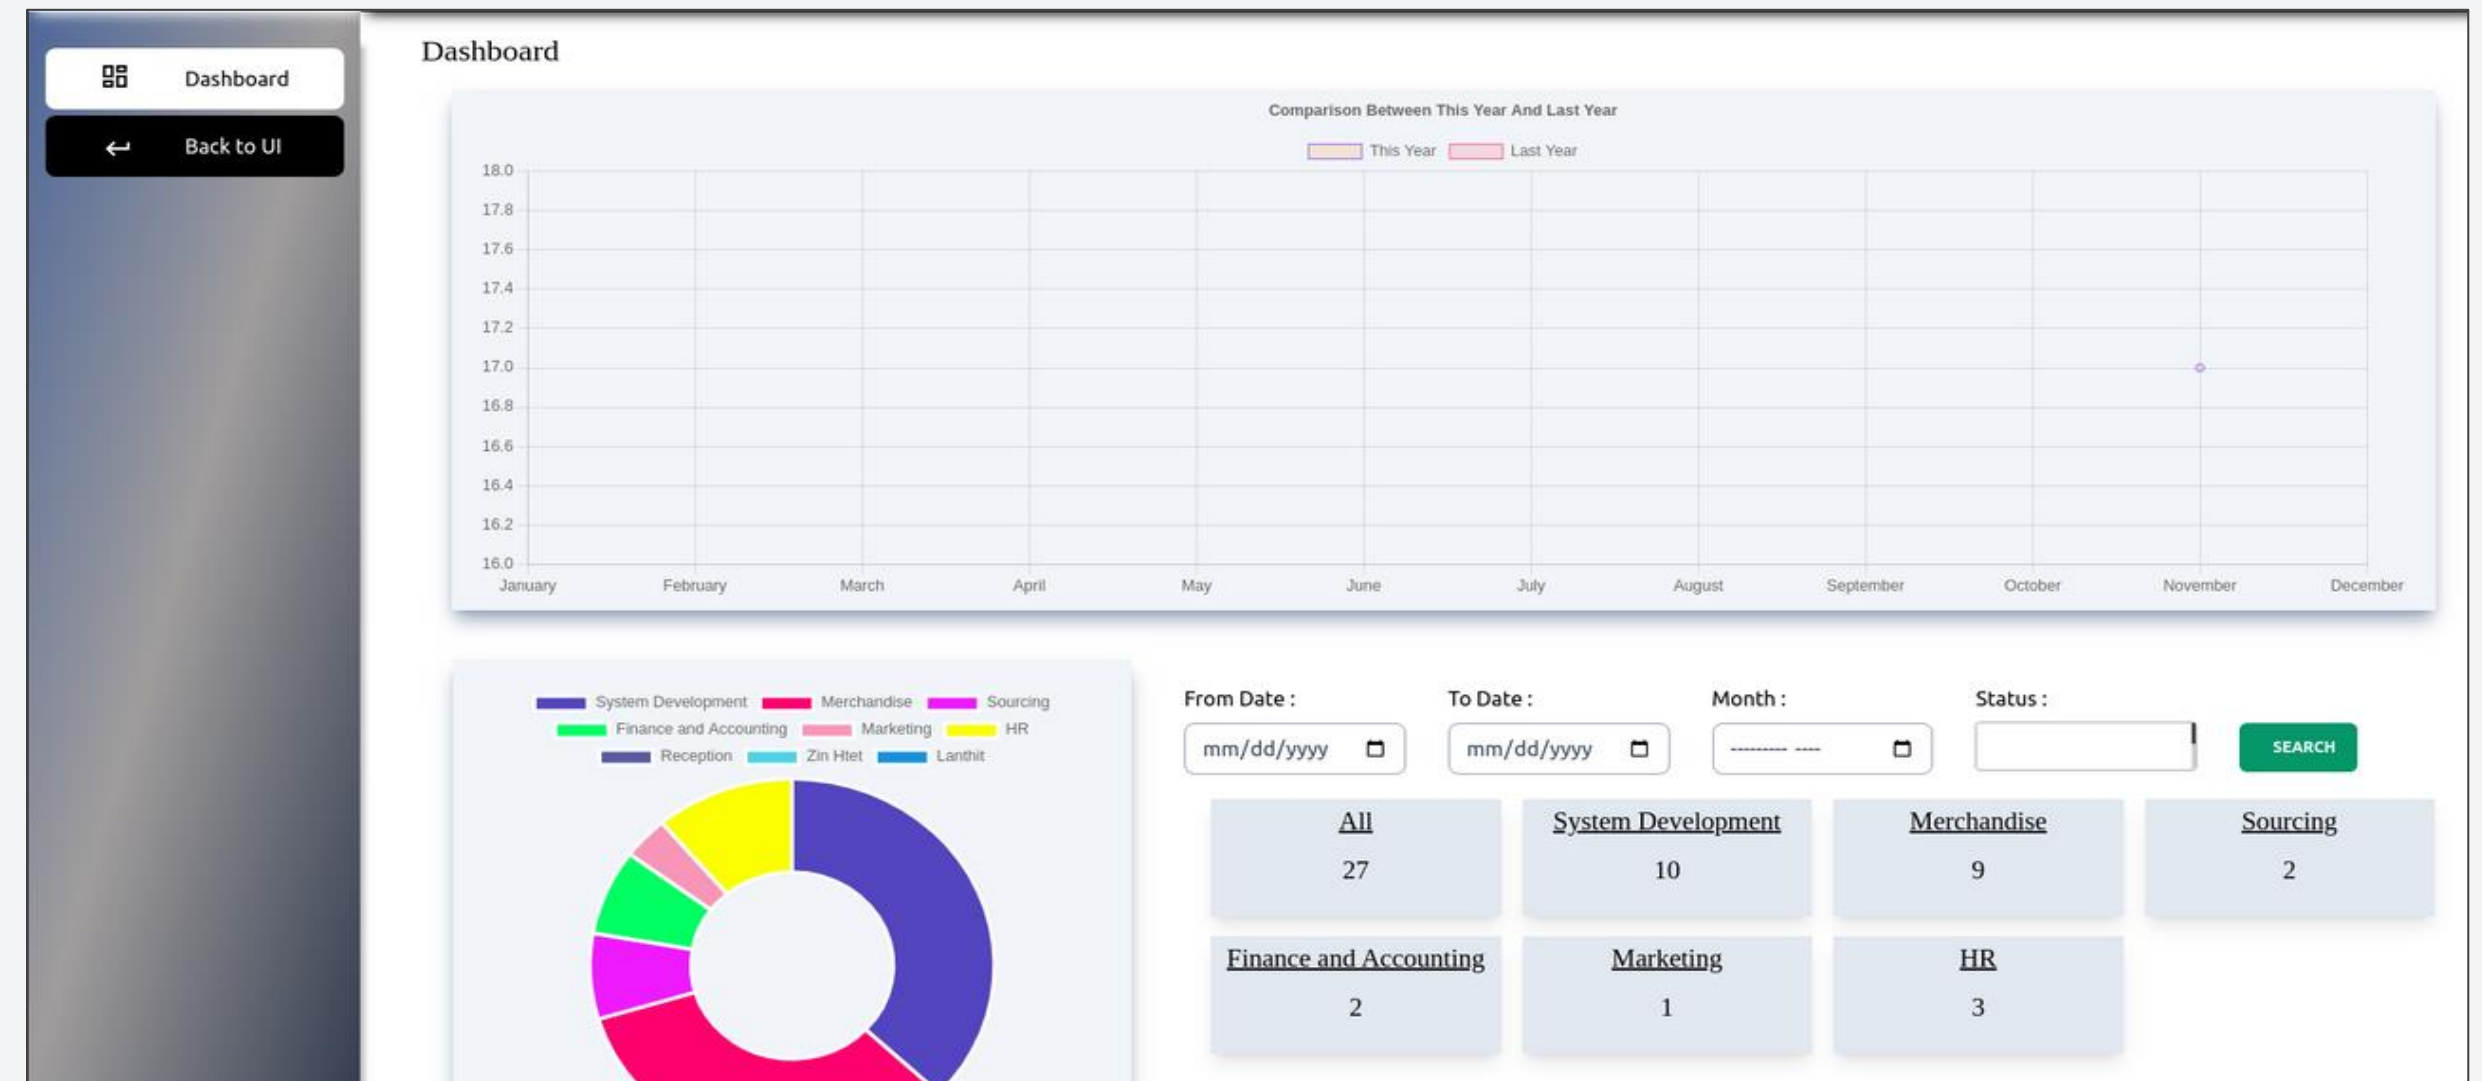 Dashboard
Back to UI
Dashboard
Comparison Between This Year And Last Year
This Year Last Year
18.0
17.8
17.6
17.4
17.2
17.0
16.8
16.6
16.4
16.2
16.0
January February March April May June July August September October November December
System Development Merchandise Sourcing
Finance and Accounting Marketing HR
Reception Zin Htet Lanthit
From Date : To Date : Month : Status :
mm/dd/yyyy mm/dd/yyyy --------- ---- SEARCH
All System Development Merchandise Sourcing
27 10 9 2
Finance and Accounting Marketing HR
2 1 3